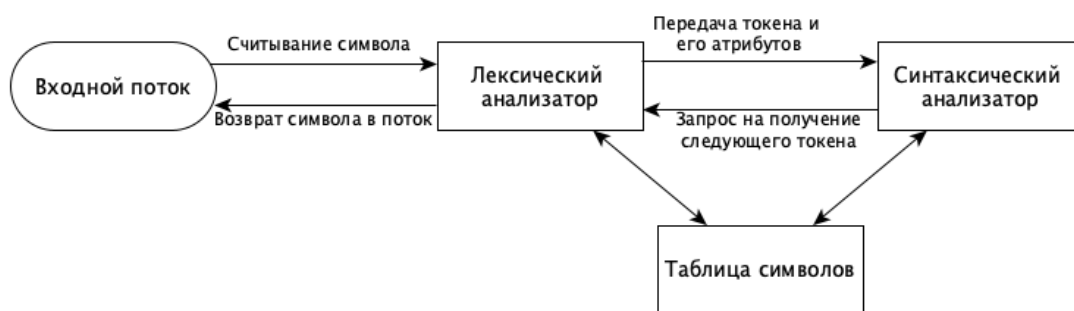 Считывание символа
Входной поток
Возврат символа в поток
Лексический
анализатор
Передача токена и
его атрибутов
Запрос на получение
следующего токена
Синтаксический
анализатор
Таблица символов